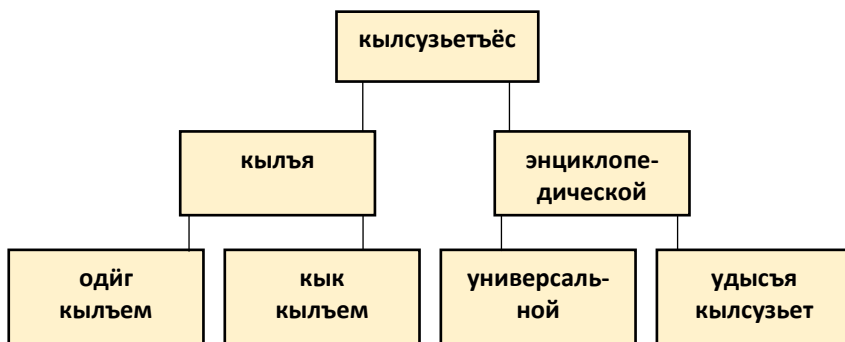 кылсузьетъёс
кылъя
энциклопе-
дической
одӥг
кылъем
кык
кылъем
универсаль-
ной
удысъя
кылсузьет